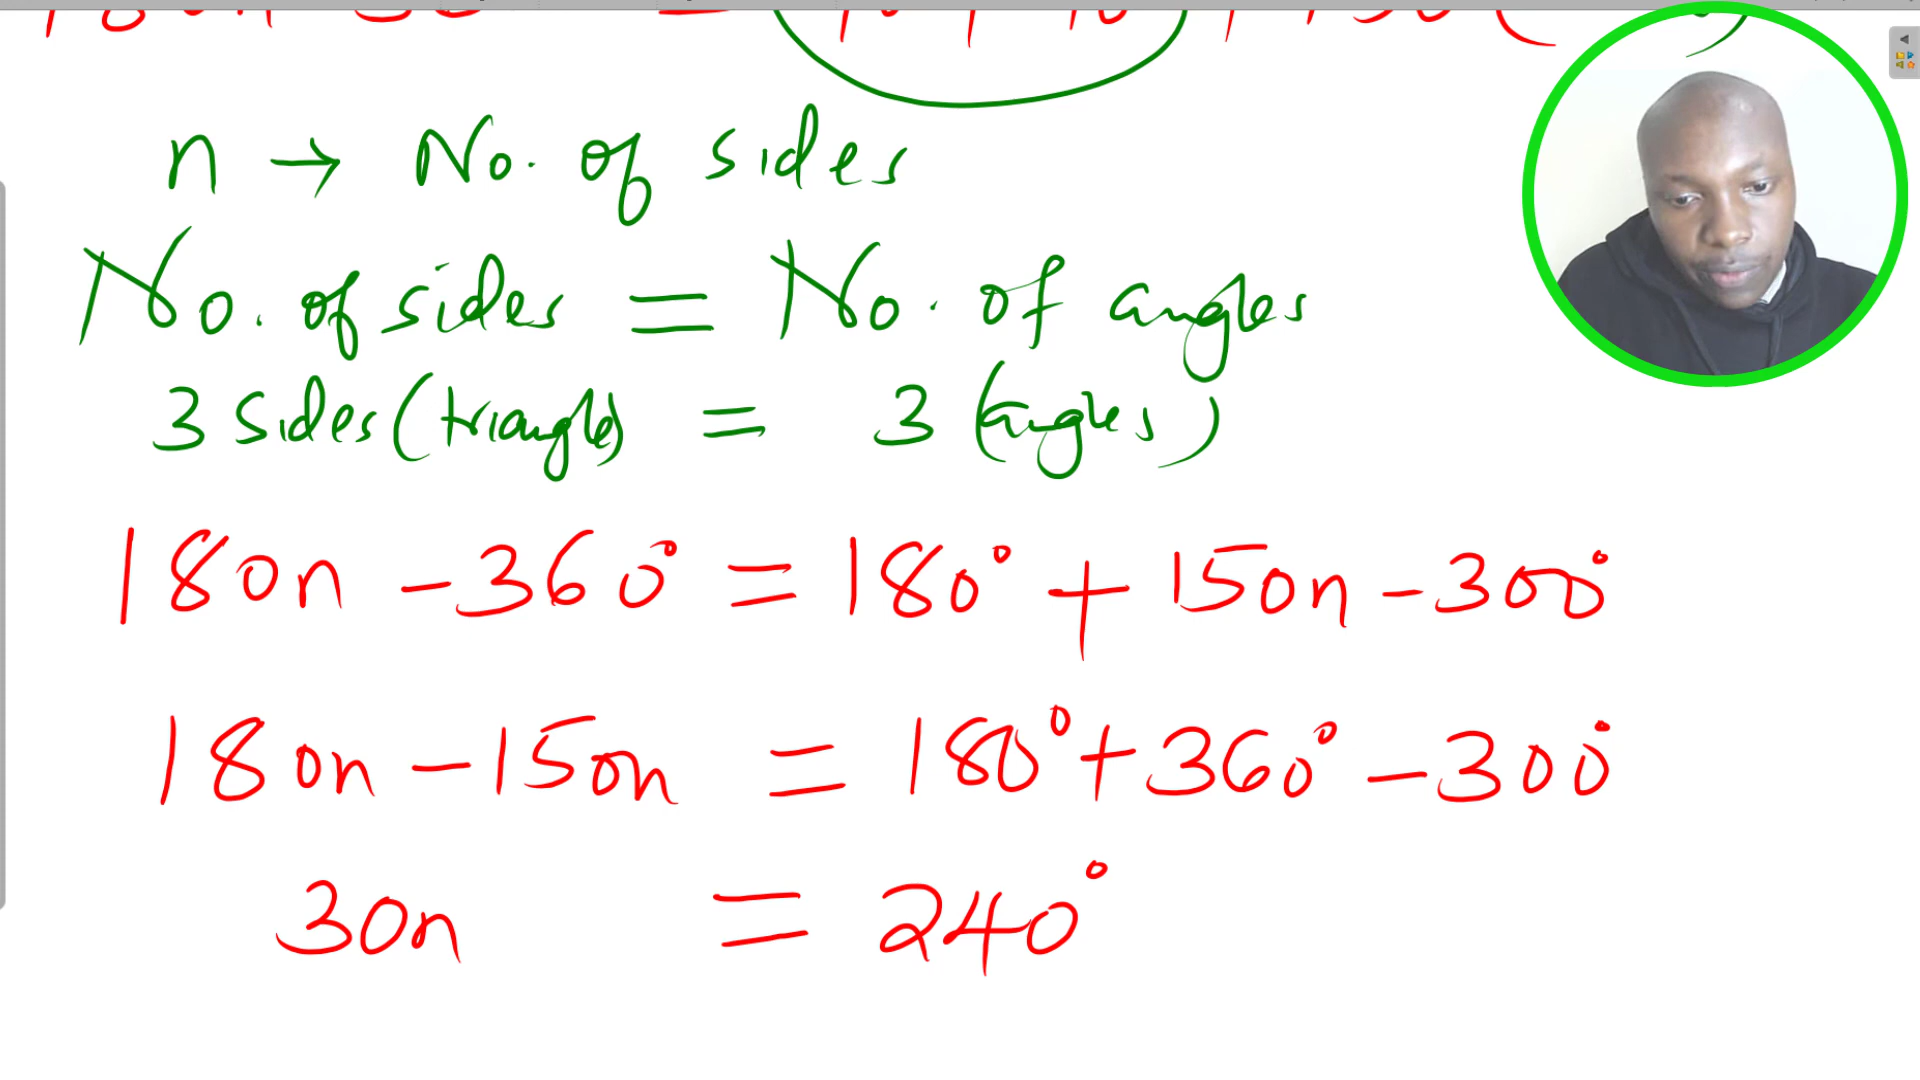 n → No. of sides
No. of sides = No. of angles
3 sides (triangle) = 3 (angles)
180n - 360° = 180° + 150n - 300°
180n - 150n = 180° + 360° - 300°
30n = 240°